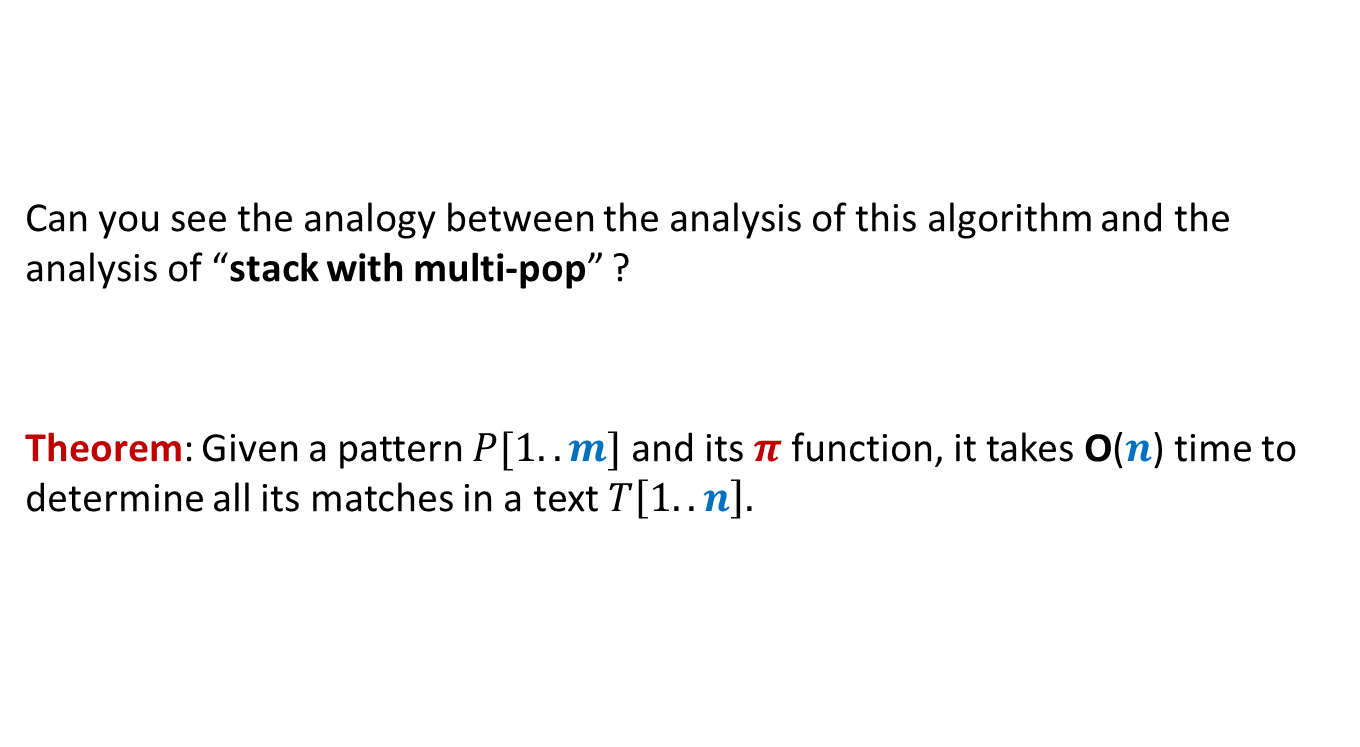 Can you see the analogy between the analysis of this algorithm and the
analysis of “stack with multi-pop” ?
Theorem: Given a pattern 𝑃[1..𝒎] and its 𝝅 function, it takes O(𝒏) time to
determine all its matches in a text 𝑇[1..𝒏].